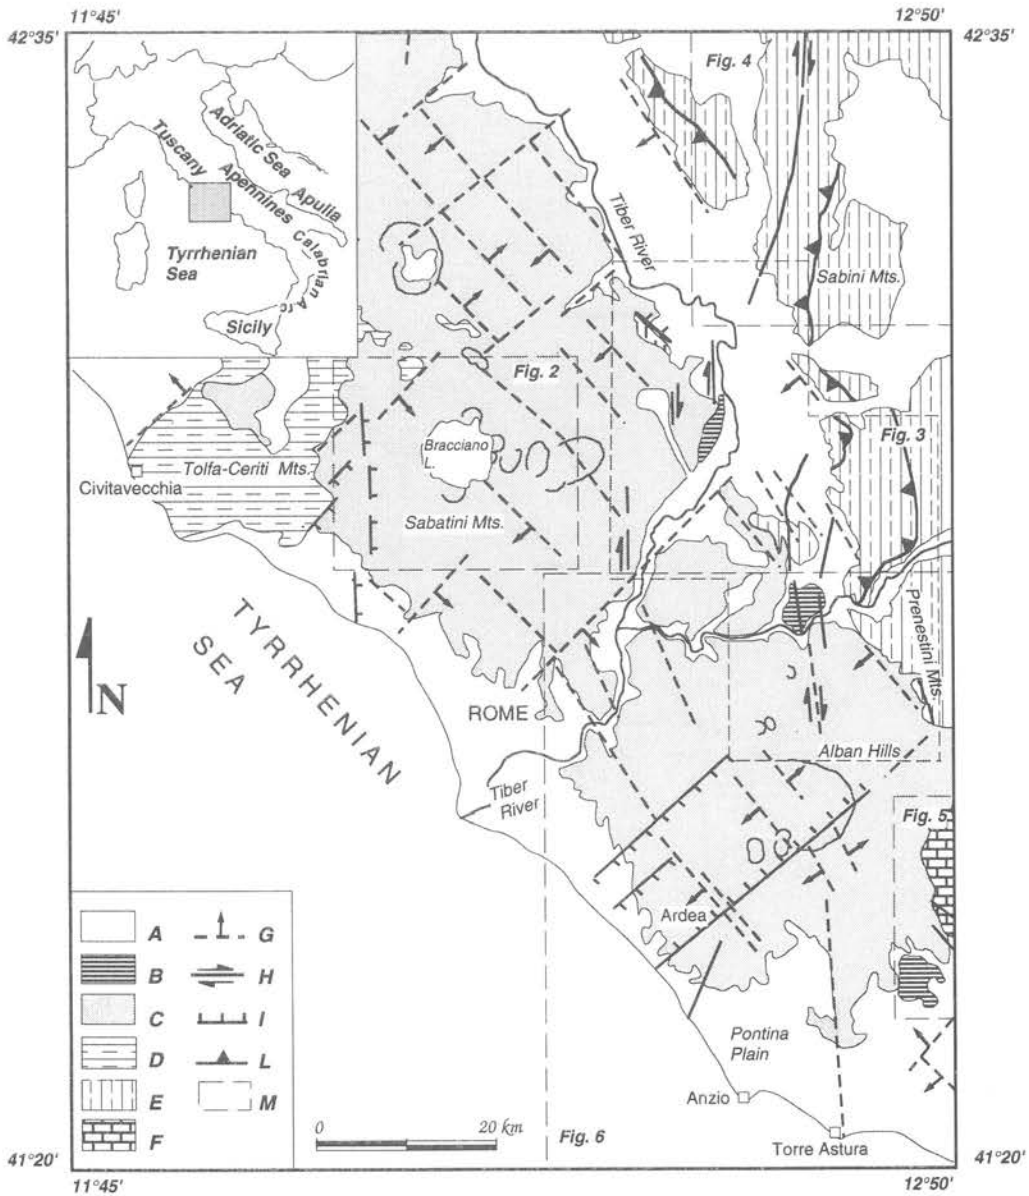 11°45'
12°50'
42°35'
42°35'
Fig. 4
Adriatic Sea
Tuscany
Apennines
Apulia
Calabrian Arc
Tyrrhenian
Sea
Sicily
Tiber River
Sabini Mts.
Fig. 2
Fig. 3
Bracciano
L.
Tolfa-Ceriti Mts.
Civitavecchia
Sabatini Mts.
TYRRHENIAN
SEA
N
Prenestini Mts.
ROME
Alban Hills
Tiber
River
Fig. 5
Ardea
A
G
B
H
C
I
D
L
E
M
F
Pontina
Plain
Anzio
0
20 km
Fig. 6
Torre Astura
41°20'
41°20'
11°45'
12°50'